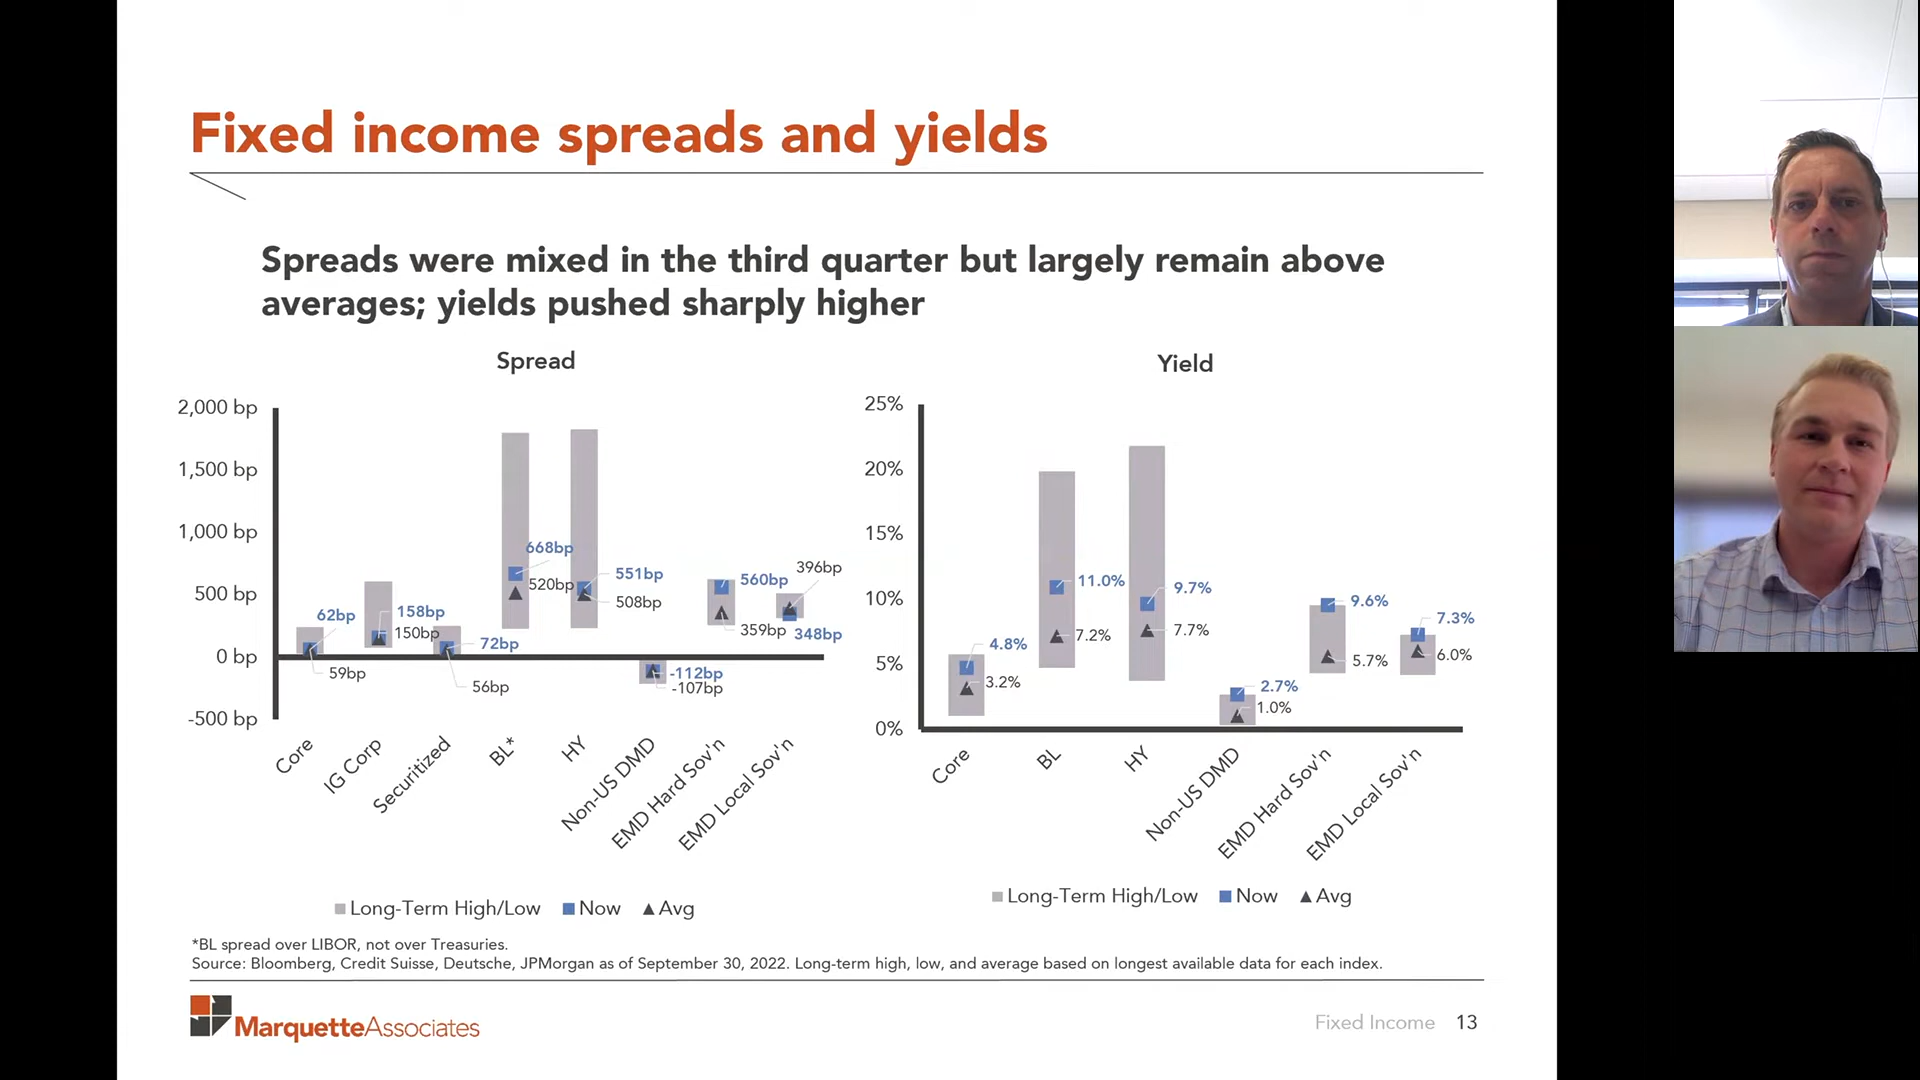 Fixed income spreads and yields
Spreads were mixed in the third quarter but largely remain above
averages; yields pushed sharply higher
Spread
2,000 bp
1,500 bp
1,000 bp
500 bp
0 bp
-500 bp
62bp
59bp
158bp
150bp
72bp
56bp
668bp
520bp
551bp
508bp
-112bp
-107bp
560bp
359bp
396bp
348bp
Core
IG Corp
Securitized
BL*
HY
Non-US DMD
EMD Hard Sov'n
EMD Local Sov'n
Long-Term High/Low Now Avg
Yield
25%
20%
15%
10%
5%
0%
4.8%
3.2%
11.0%
7.2%
9.7%
7.7%
2.7%
1.0%
9.6%
5.7%
7.3%
6.0%
Core
BL
HY
Non-US DMD
EMD Hard Sov'n
EMD Local Sov'n
Long-Term High/Low Now Avg
*BL spread over LIBOR, not over Treasuries.
Source: Bloomberg, Credit Suisse, Deutsche, JPMorgan as of September 30, 2022. Long-term high, low, and average based on longest available data for each index.
MarquetteAssociates
Fixed Income 13